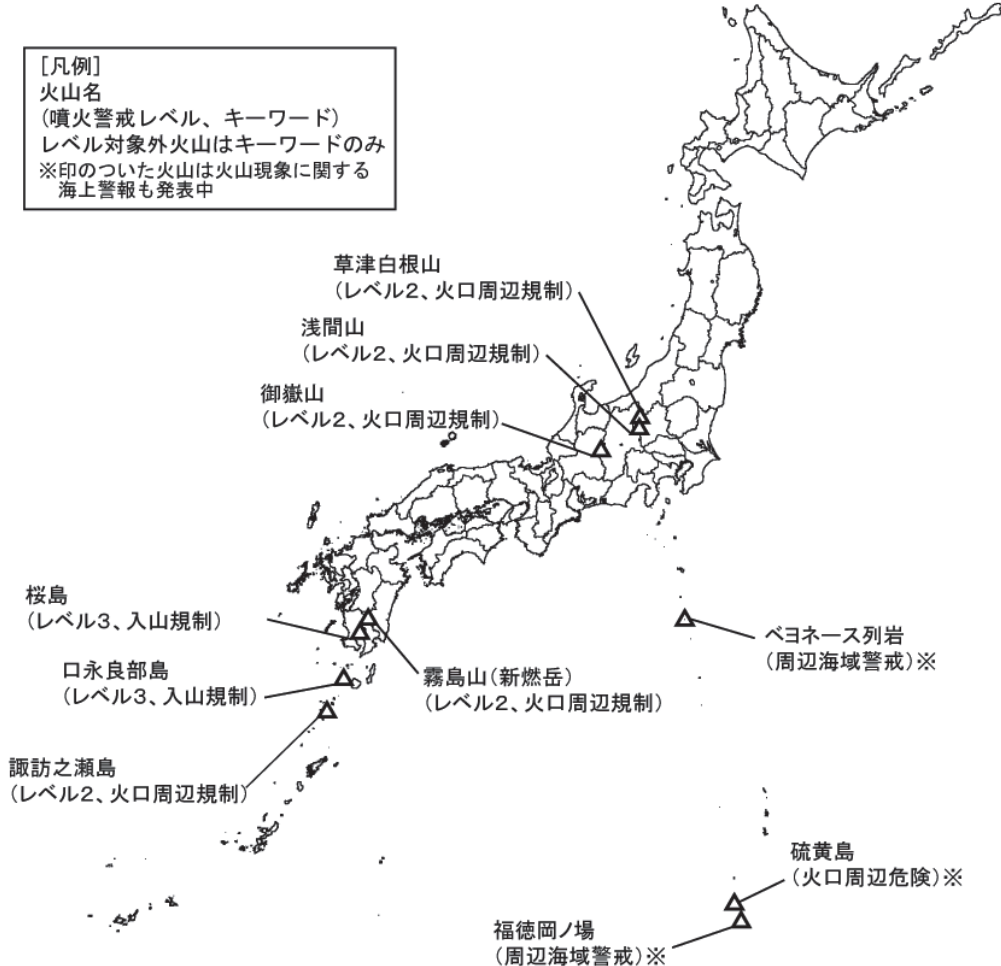 [凡例]
火山名
(噴火警戒レベル、キーワード)
レベル対象外火山はキーワードのみ
※印のついた火山は火山現象に関する
海上警報も発表中
草津白根山
(レベル2、火口周辺規制)
浅間山
(レベル2、火口周辺規制)
御嶽山
(レベル2、火口周辺規制)
桜島
(レベル3、入山規制)
口永良部島
(レベル3、入山規制)
霧島山(新燃岳)
(レベル2、火口周辺規制)
諏訪之瀬島
(レベル2、火口周辺規制)
ベヨネース列岩
(周辺海域警戒)※
硫黄島
(火口周辺危険)※
福徳岡ノ場
(周辺海域警戒)※